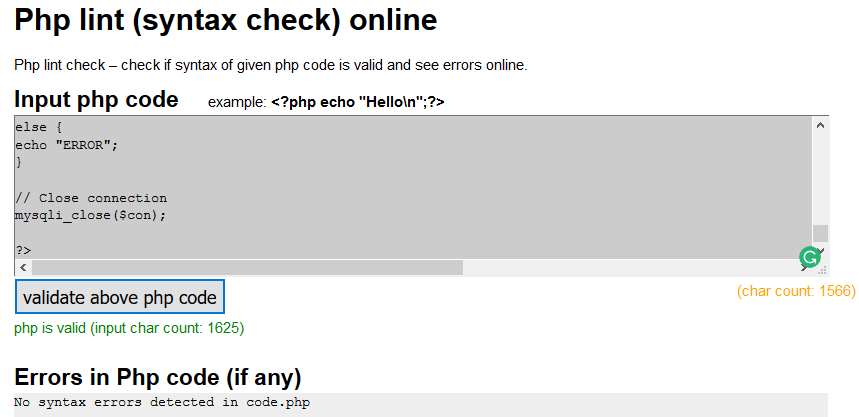 Php lint (syntax check) online
Php lint check – check if syntax of given php code is valid and see errors online.
Input php code example: <?php echo "Hello\n";?>
else {
echo "ERROR";
}
// Close connection
mysqli_close($con);
?>
validate above php code
(char count: 1566)
php is valid (input char count: 1625)
Errors in Php code (if any)
No syntax errors detected in code.php